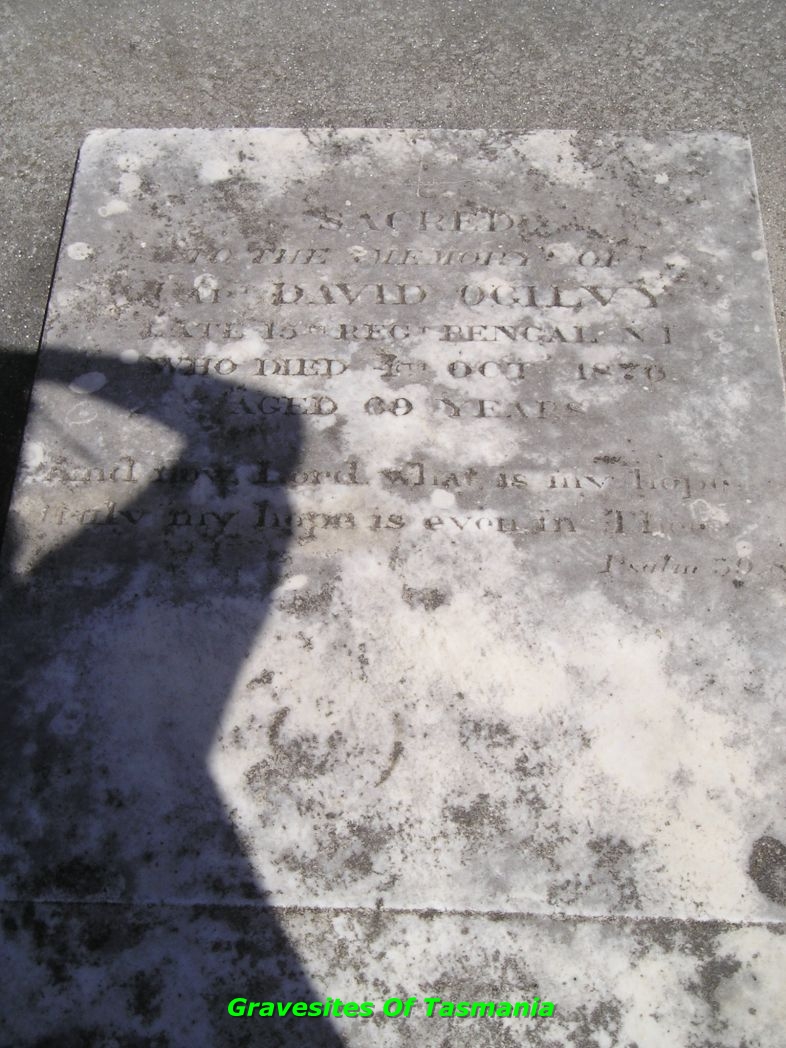 SACRED
TO THE MEMORY OF
DAVID OGILVY
LATE 15TH REGT BENGAL N I
WHO DIED 4TH OCT 1870
AGED 69 YEARS
And now Lord what is my hope
truly my hope is even in Thee
Psalm 39
Gravesites Of Tasmania